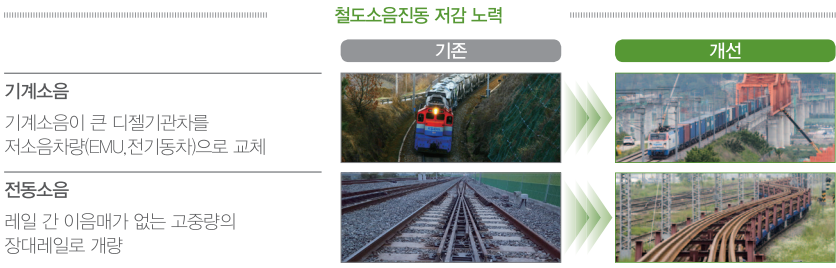 철도소음진동 저감 노력
기존
개선
기계소음
기계소음이 큰 디젤기관차를
저소음차량(EMU,전기동차)으로 교체
전동소음
레일 간 이음매가 없는 고중량의
장대레일로 개량